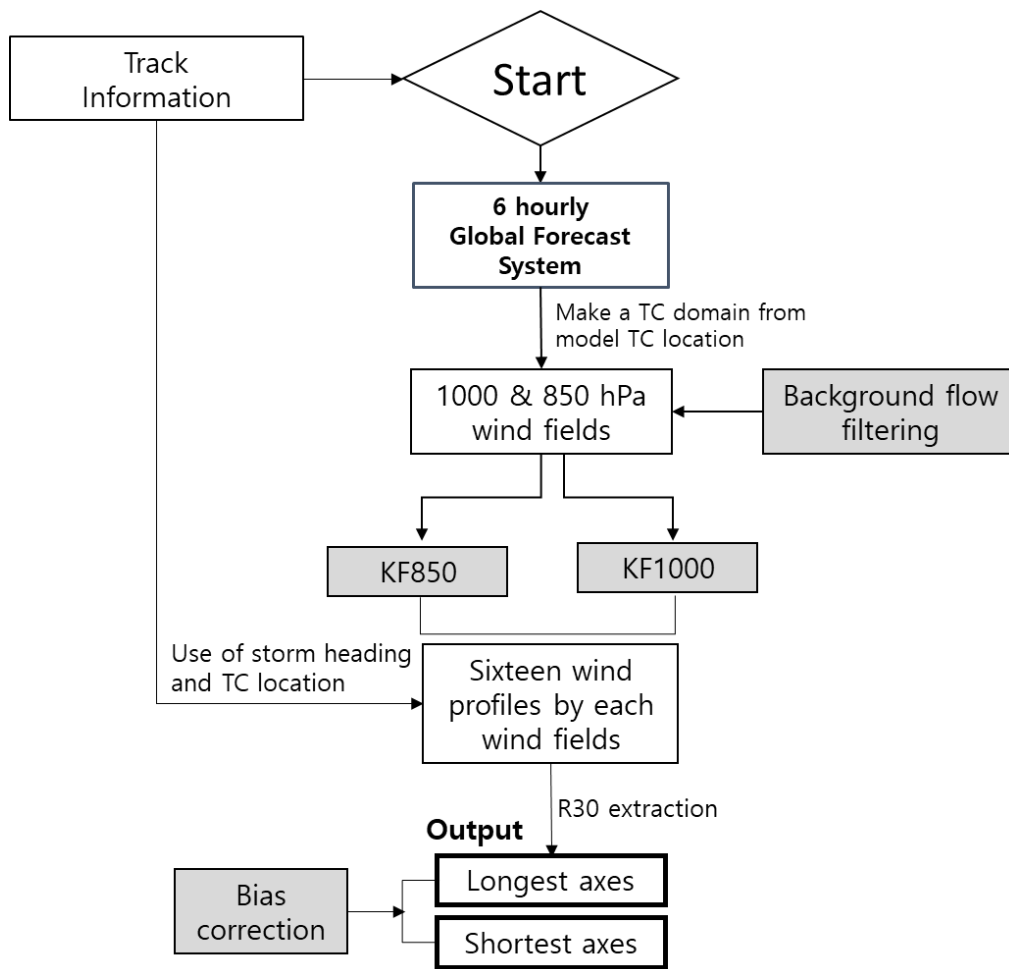 Track
Information
Start
6 hourly
Global Forecast
System
Make a TC domain from
model TC location
1000 & 850 hPa
wind fields
Background flow
filtering
KF850
KF1000
Use of storm heading
and TC location
Sixteen wind
profiles by each
wind fields
R30 extraction
Output
Longest axes
Bias
correction
Shortest axes